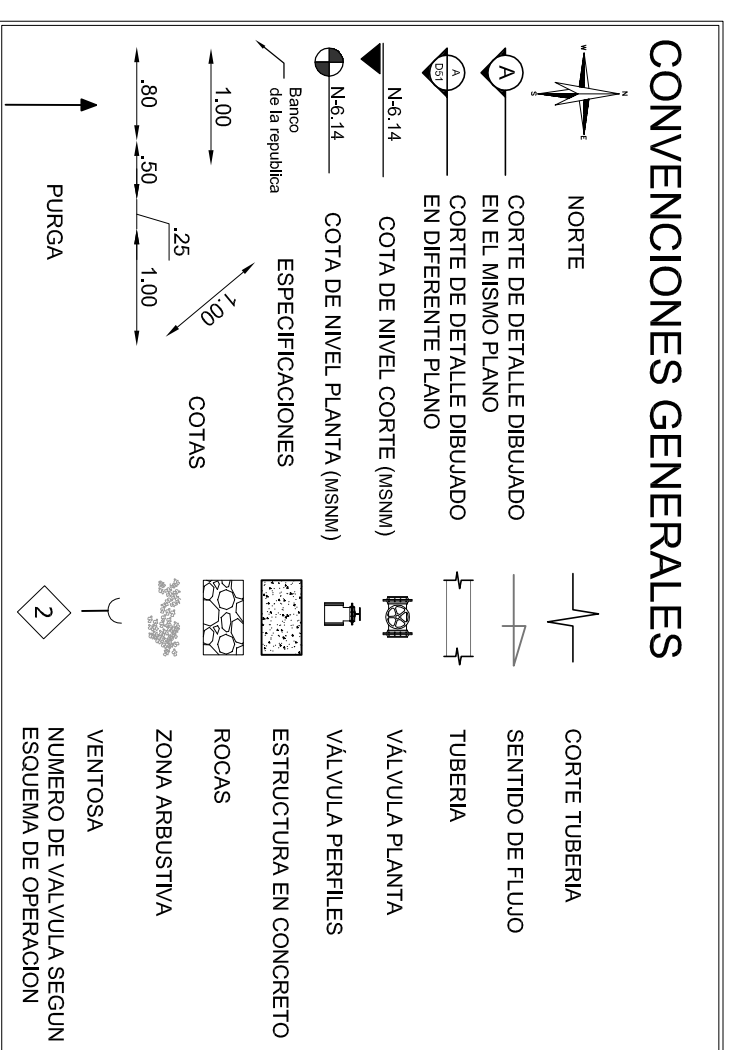 CONVENCIONES GENERALES
N
W
E
S
NORTE
A
CORTE DE DETALLE DIBUJADO
EN EL MISMO PLANO
A
D51
CORTE DE DETALLE DIBUJADO
EN DIFERENTE PLANO
N-6.14
COTA DE NIVEL CORTE (MSNM)
N-6.14
COTA DE NIVEL PLANTA (MSNM)
Banco
de la republica
ESPECIFICACIONES
1.00
1.00
.80
.50
.25
1.00
COTAS
PURGA
CORTE TUBERIA
SENTIDO DE FLUJO
TUBERIA
VÁLVULA PLANTA
VÁLVULA PERFILES
ESTRUCTURA EN CONCRETO
ROCAS
ZONA ARBUSTIVA
VENTOSA
2
NUMERO DE VALVULA SEGUN
ESQUEMA DE OPERACION